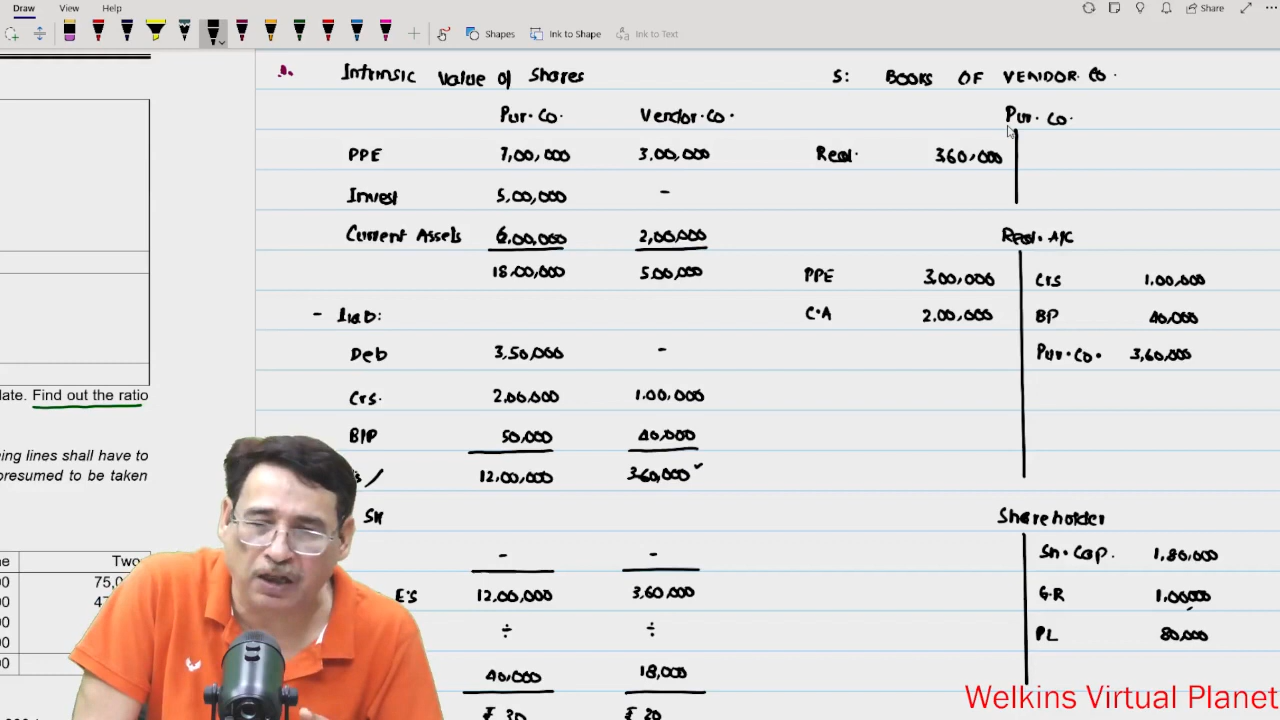 Draw View Help
Share
Shapes Ink to Shape Ink to Text
Intrinsic Value of Shares
Pur. Co. Vendor. Co.
PPE 7,00,000 3,00,000
Invest 5,00,000 -
Current Assets 6,00,000 2,00,000
18,00,000 5,00,000
- Liab:
Deb 3,50,000 -
Crs. 2,00,000 1,00,000
B/P 50,000 40,000
12,00,000 3,60,000
SH
- -
E'S 12,00,000 3,60,000
÷ ÷
40,000 18,000
₹ 30 ₹ 20
S: BOOKS OF VENDOR Co.
Pur. Co.
Real. 3,60,000
Real. A/C
PPE 3,00,000 Crs 1,00,000
C.A 2,00,000 BP 40,000
Pur. Co. 3,60,000
Shareholder
Sh. Cap. 1,80,000
G.R 1,00,000
PL 80,000
late. Find out the ratio
ing lines shall have to
presumed to be taken
Two
Welkins Virtual Planet